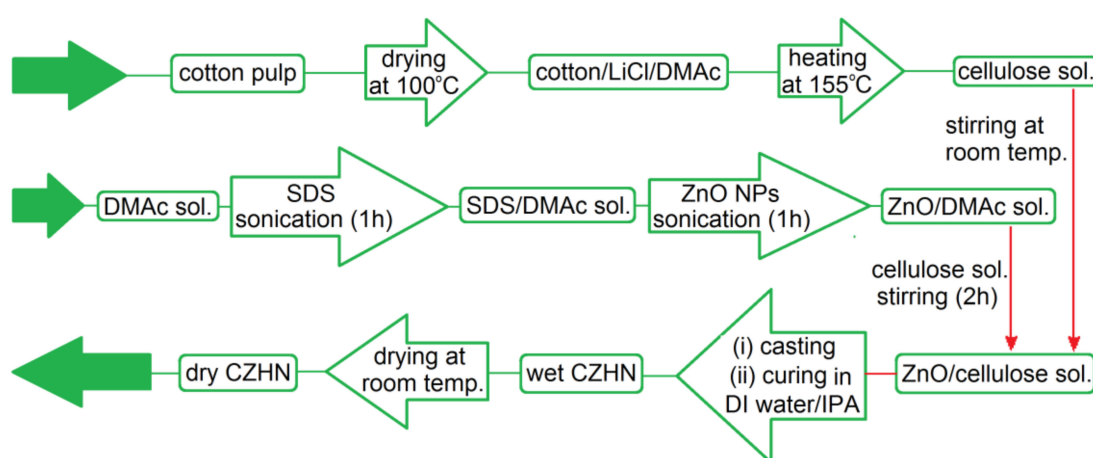 cotton pulp
drying
at 100°C
cotton/LiCl/DMAc
heating
at 155°C
cellulose sol.
stirring at
room temp.
DMAc sol.
SDS
sonication (1h)
SDS/DMAc sol.
ZnO NPs
sonication (1h)
ZnO/DMAc sol.
cellulose sol.
stirring (2h)
dry CZHN
drying at
room temp.
wet CZHN
(i) casting
(ii) curing in
DI water/IPA
ZnO/cellulose sol.